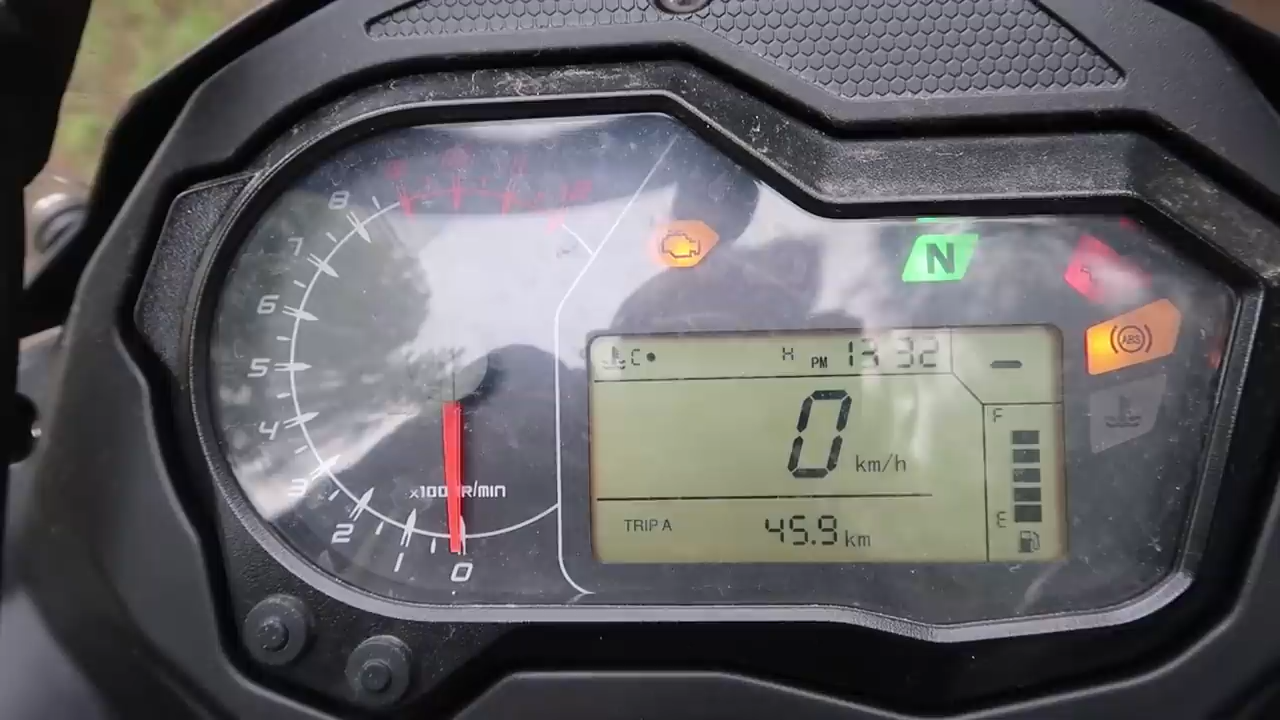 8
7
6
5
4
3
2
1
0
x1000R/MIN
N
ABS
C
H
PM 13 32
0 km/h
F
E
TRIP A 45.9 km